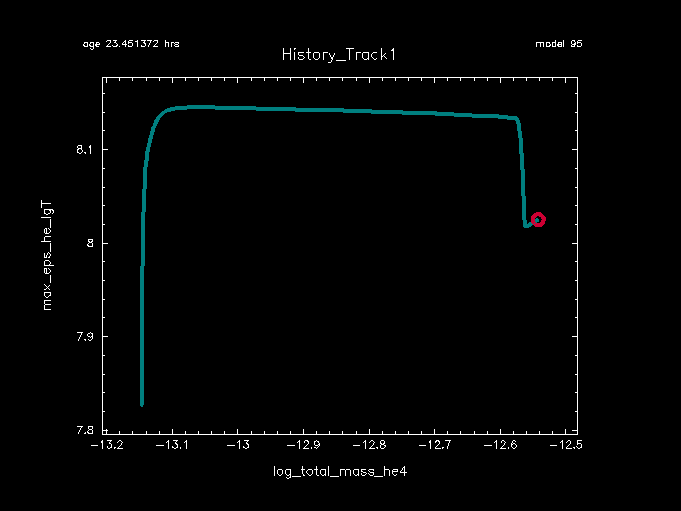 age 23.451372 hrs
model 95
History_Track1
max_eps_he_lgT
8.1
8
7.9
7.8
-13.2 -13.1 -13 -12.9 -12.8 -12.7 -12.6 -12.5
log_total_mass_he4